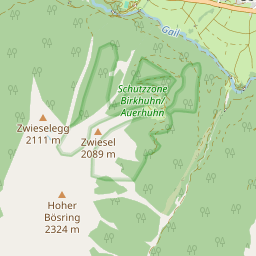 Gail
Schutzzone
Birkhuhn/
Auerhuhn
Zwieselegg
2111 m
Zwiesel
2089 m
Hoher
Bösring
2324 m